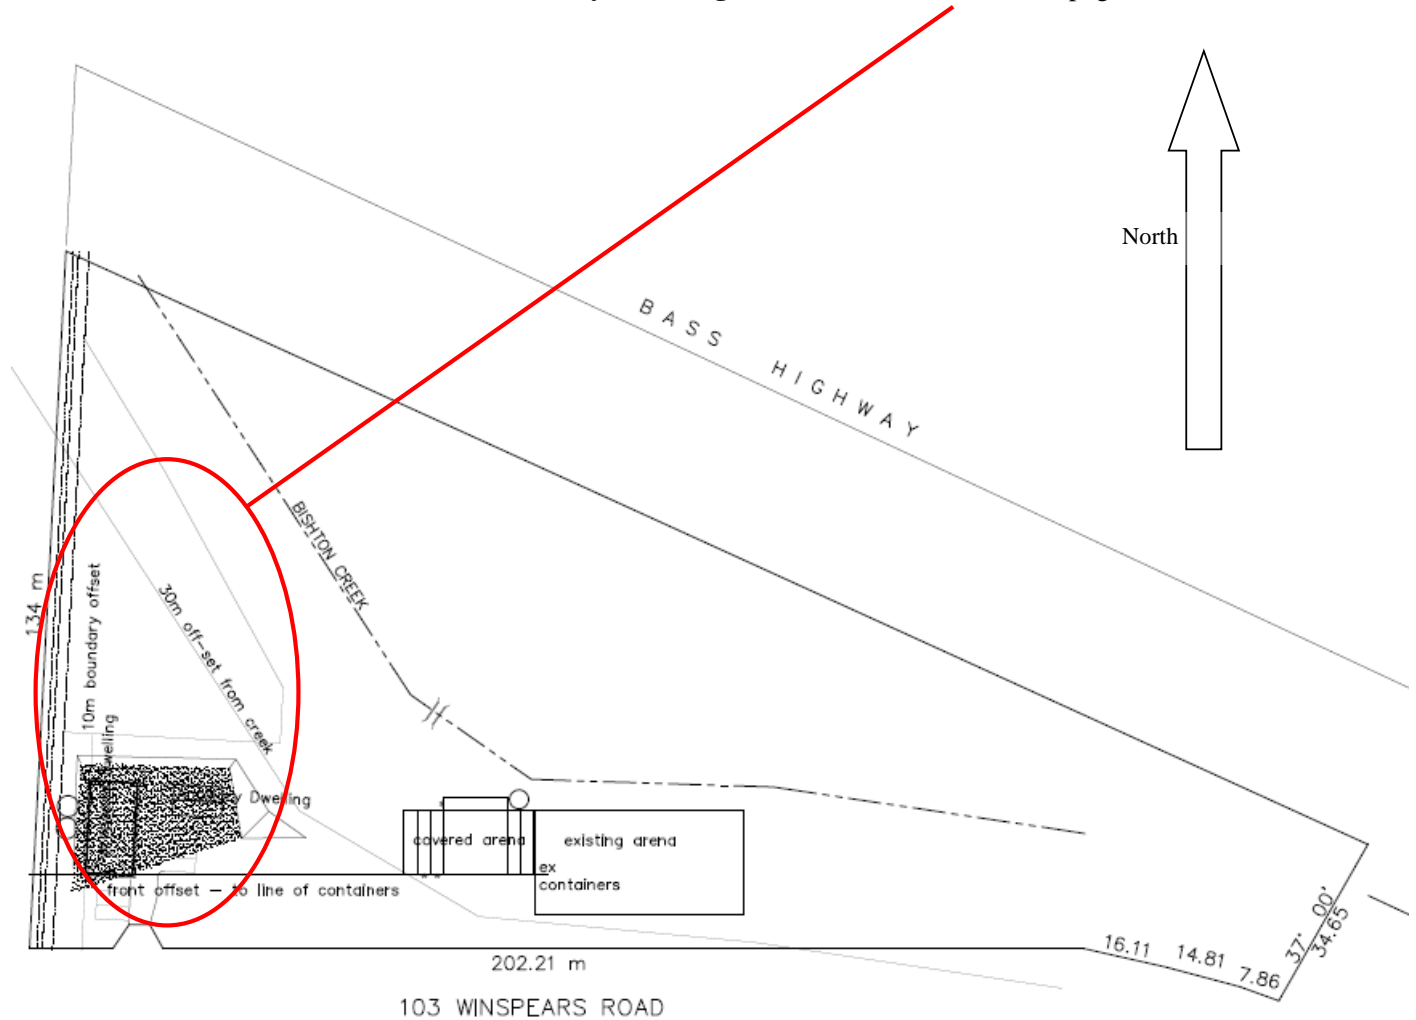 North
BASS HIGHWAY
BISHTON CREEK
134 m
10m boundary offset
30m off-set from creek
Dwelling
covered arena
existing arena
ex
containers
front offset - to line of containers
37° 00'
34.65
16.11
14.81
7.86
202.21 m
103 WINSPEARS ROAD